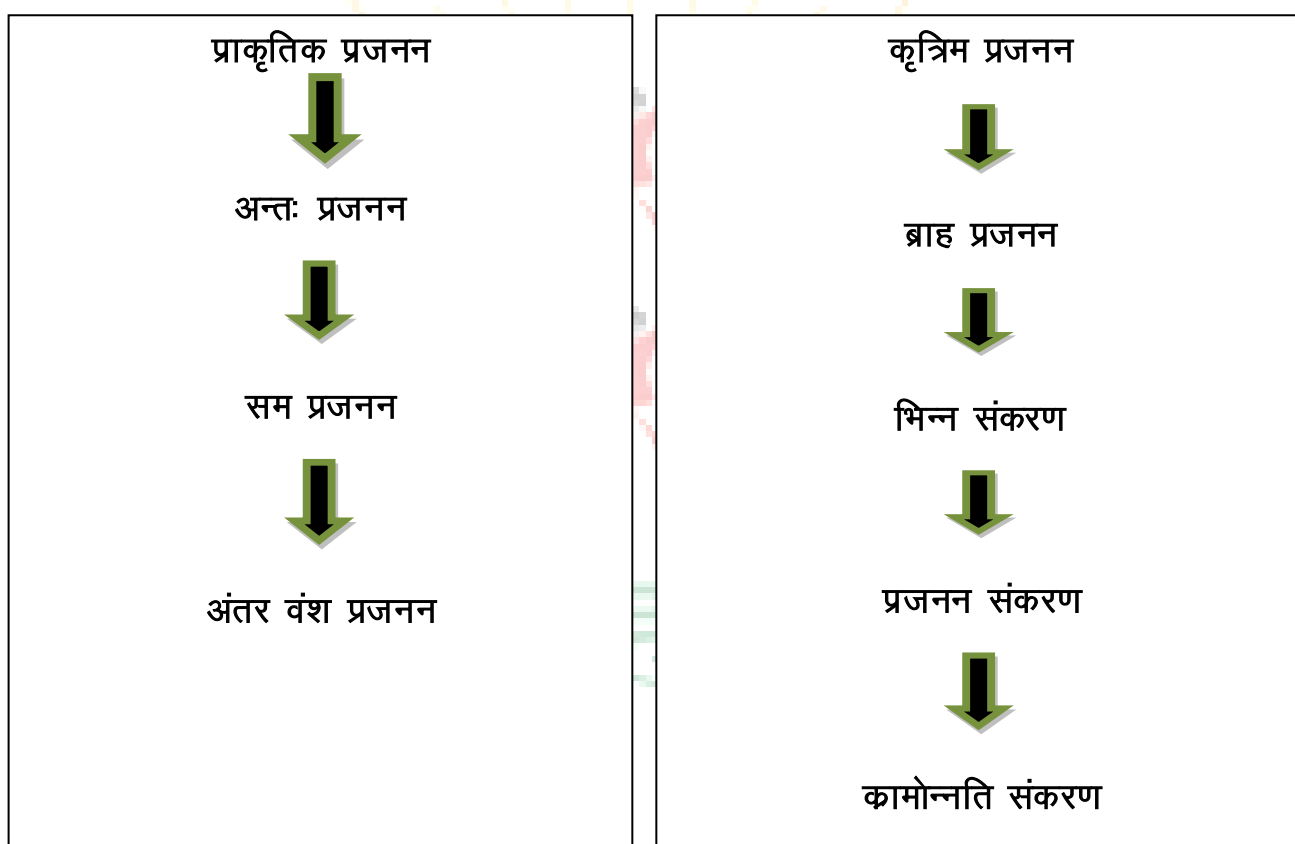 प्राकृतिक प्रजनन
अन्तः प्रजनन
सम प्रजनन
अंतर वंश प्रजनन
कृत्रिम प्रजनन
ब्राह प्रजनन
भिन्न संकरण
प्रजनन संकरण
क्रामोन्नति संकरण